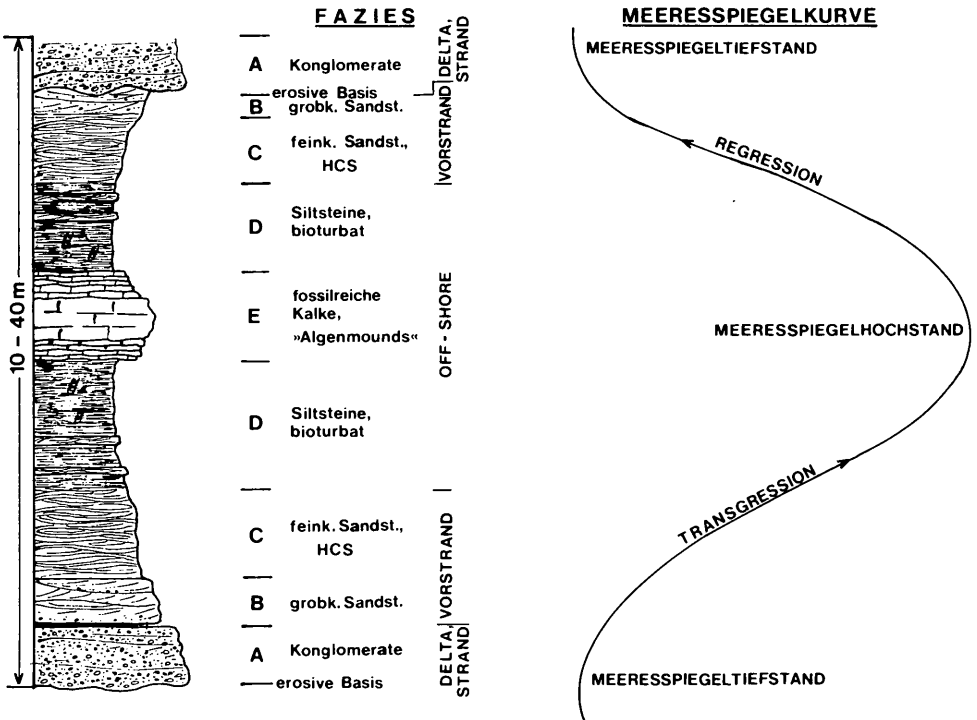 FAZIES
MEERESSPIEGELKURVE
DELTA,
STRAND
MEERESSPIEGELTIEFSTAND
A Konglomerate
erosive Basis
B grobk. Sandst.
VORSTRAND
C feink. Sandst.,
HCS
REGRESSION
D Siltsteine,
bioturbat
10 - 40 m
E fossilreiche
Kalke,
»Algenmounds«
OFF - SHORE
MEERESSPIEGELHOCHSTAND
D Siltsteine,
bioturbat
TRANSGRESSION
C feink. Sandst.,
HCS
VORSTRAND
B grobk. Sandst.
A Konglomerate
DELTA,
STRAND
erosive Basis
MEERESSPIEGELTIEFSTAND